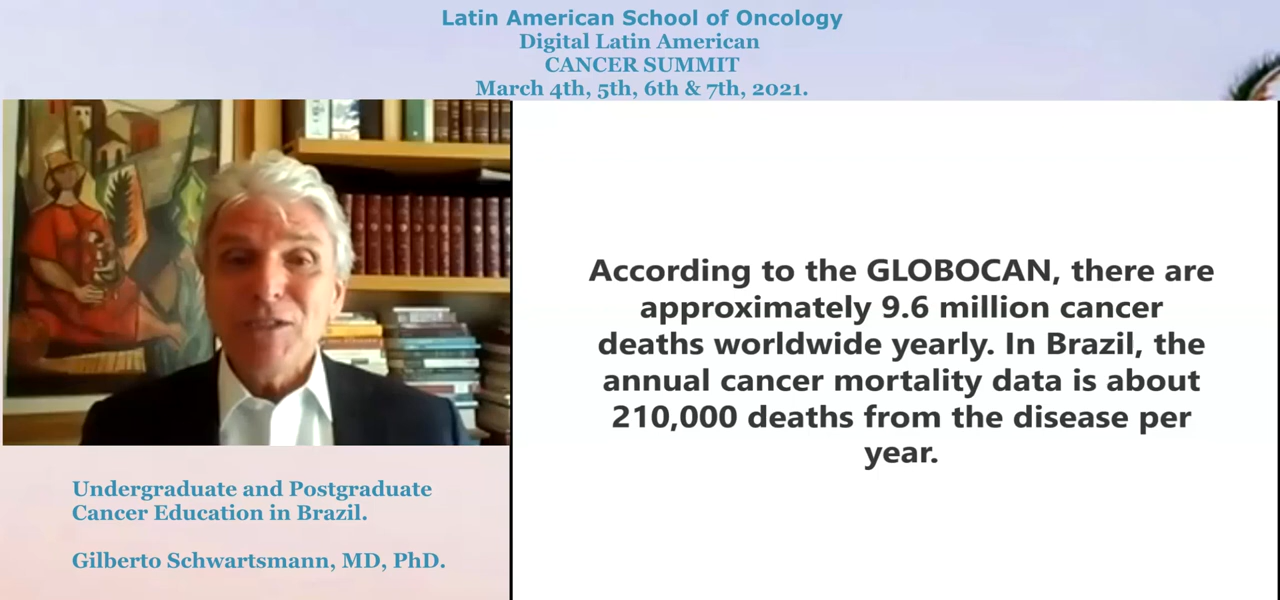 Latin American School of Oncology
Digital Latin American
CANCER SUMMIT
March 4th, 5th, 6th & 7th, 2021.
According to the GLOBOCAN, there are
approximately 9.6 million cancer
deaths worldwide yearly. In Brazil, the
annual cancer mortality data is about
210,000 deaths from the disease per
year.
Undergraduate and Postgraduate
Cancer Education in Brazil.
Gilberto Schwartsmann, MD, PhD.